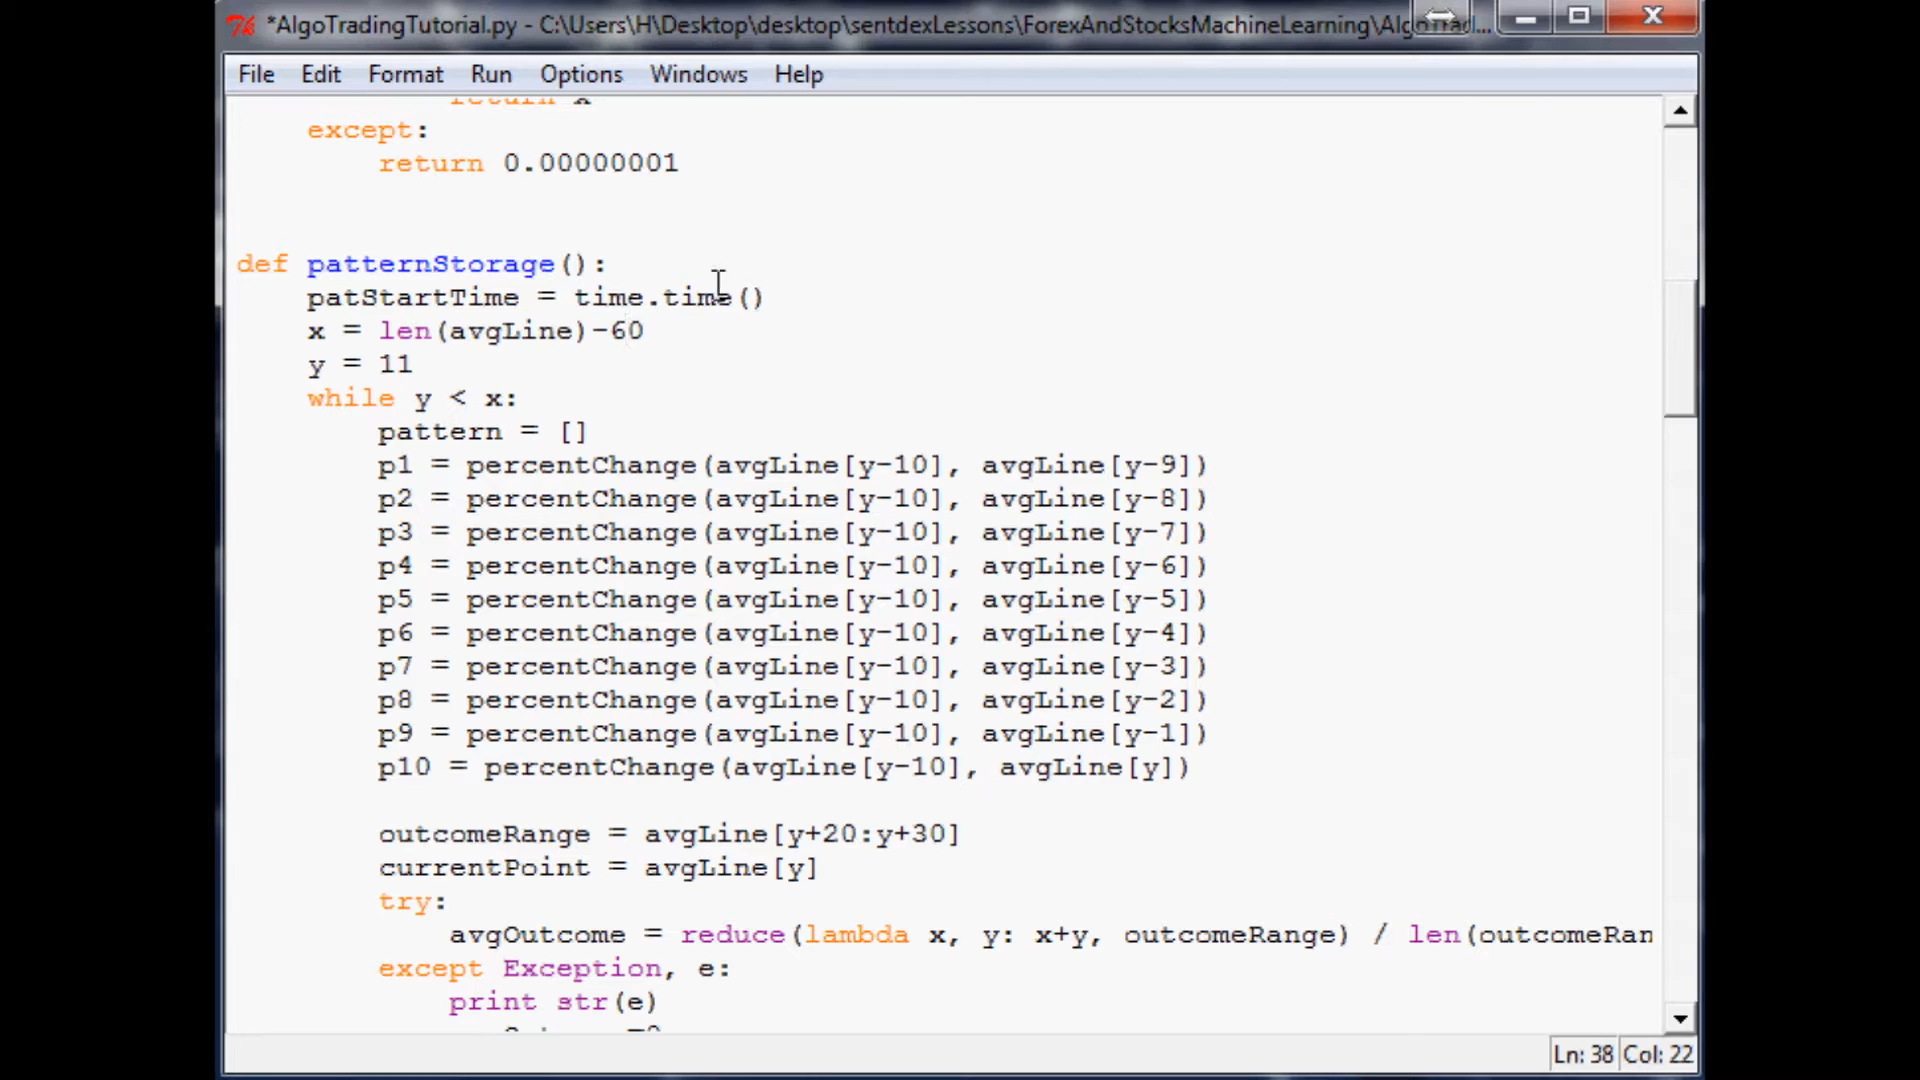 *AlgoTradingTutorial.py - C:\Users\H\Desktop\desktop\sentdexLessons\ForexAndStocksMachineLearning\AlgoTrad...
File Edit Format Run Options Windows Help
return x
except:
return 0.00000001
def patternStorage():
patStartTime = time.time()
x = len(avgLine)-60
y = 11
while y < x:
pattern = []
p1 = percentChange(avgLine[y-10], avgLine[y-9])
p2 = percentChange(avgLine[y-10], avgLine[y-8])
p3 = percentChange(avgLine[y-10], avgLine[y-7])
p4 = percentChange(avgLine[y-10], avgLine[y-6])
p5 = percentChange(avgLine[y-10], avgLine[y-5])
p6 = percentChange(avgLine[y-10], avgLine[y-4])
p7 = percentChange(avgLine[y-10], avgLine[y-3])
p8 = percentChange(avgLine[y-10], avgLine[y-2])
p9 = percentChange(avgLine[y-10], avgLine[y-1])
p10 = percentChange(avgLine[y-10], avgLine[y])
outcomeRange = avgLine[y+20:y+30]
currentPoint = avgLine[y]
try:
avgOutcome = reduce(lambda x, y: x+y, outcomeRange) / len(outcomeRan
except Exception, e:
print str(e)
Ln: 38 Col: 22